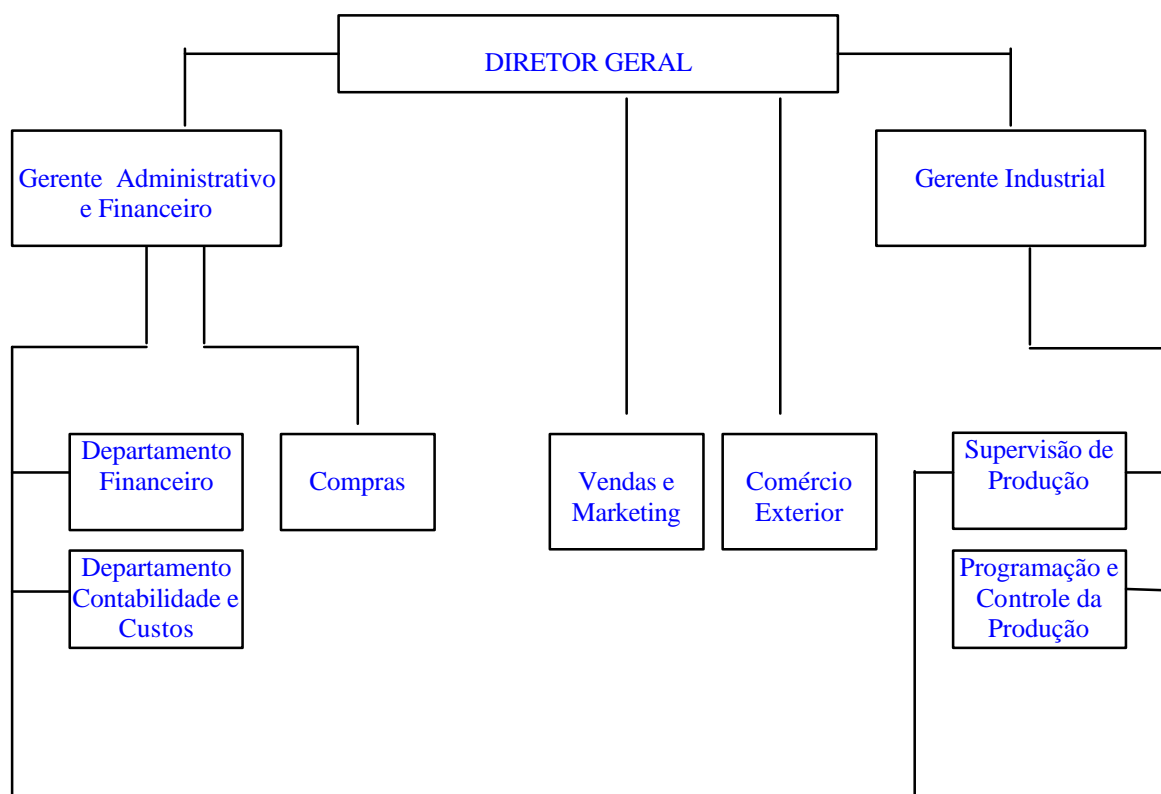 DIRETOR GERAL
Gerente Administrativo
e Financeiro
Gerente Industrial
Departamento
Financeiro
Compras
Vendas e
Marketing
Comércio
Exterior
Supervisão de
Produção
Departamento
Contabilidade e
Custos
Programação e
Controle da
Produção